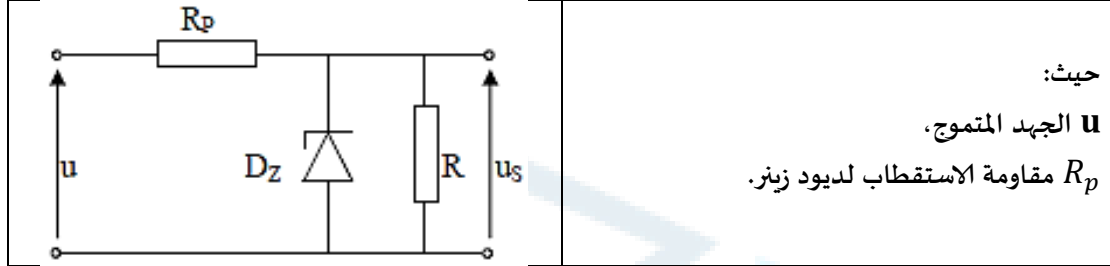 Rp
u
DZ
R
uS
حيث:
u الجهد المتموج،
Rp مقاومة الاستقطاب لديود زينر.